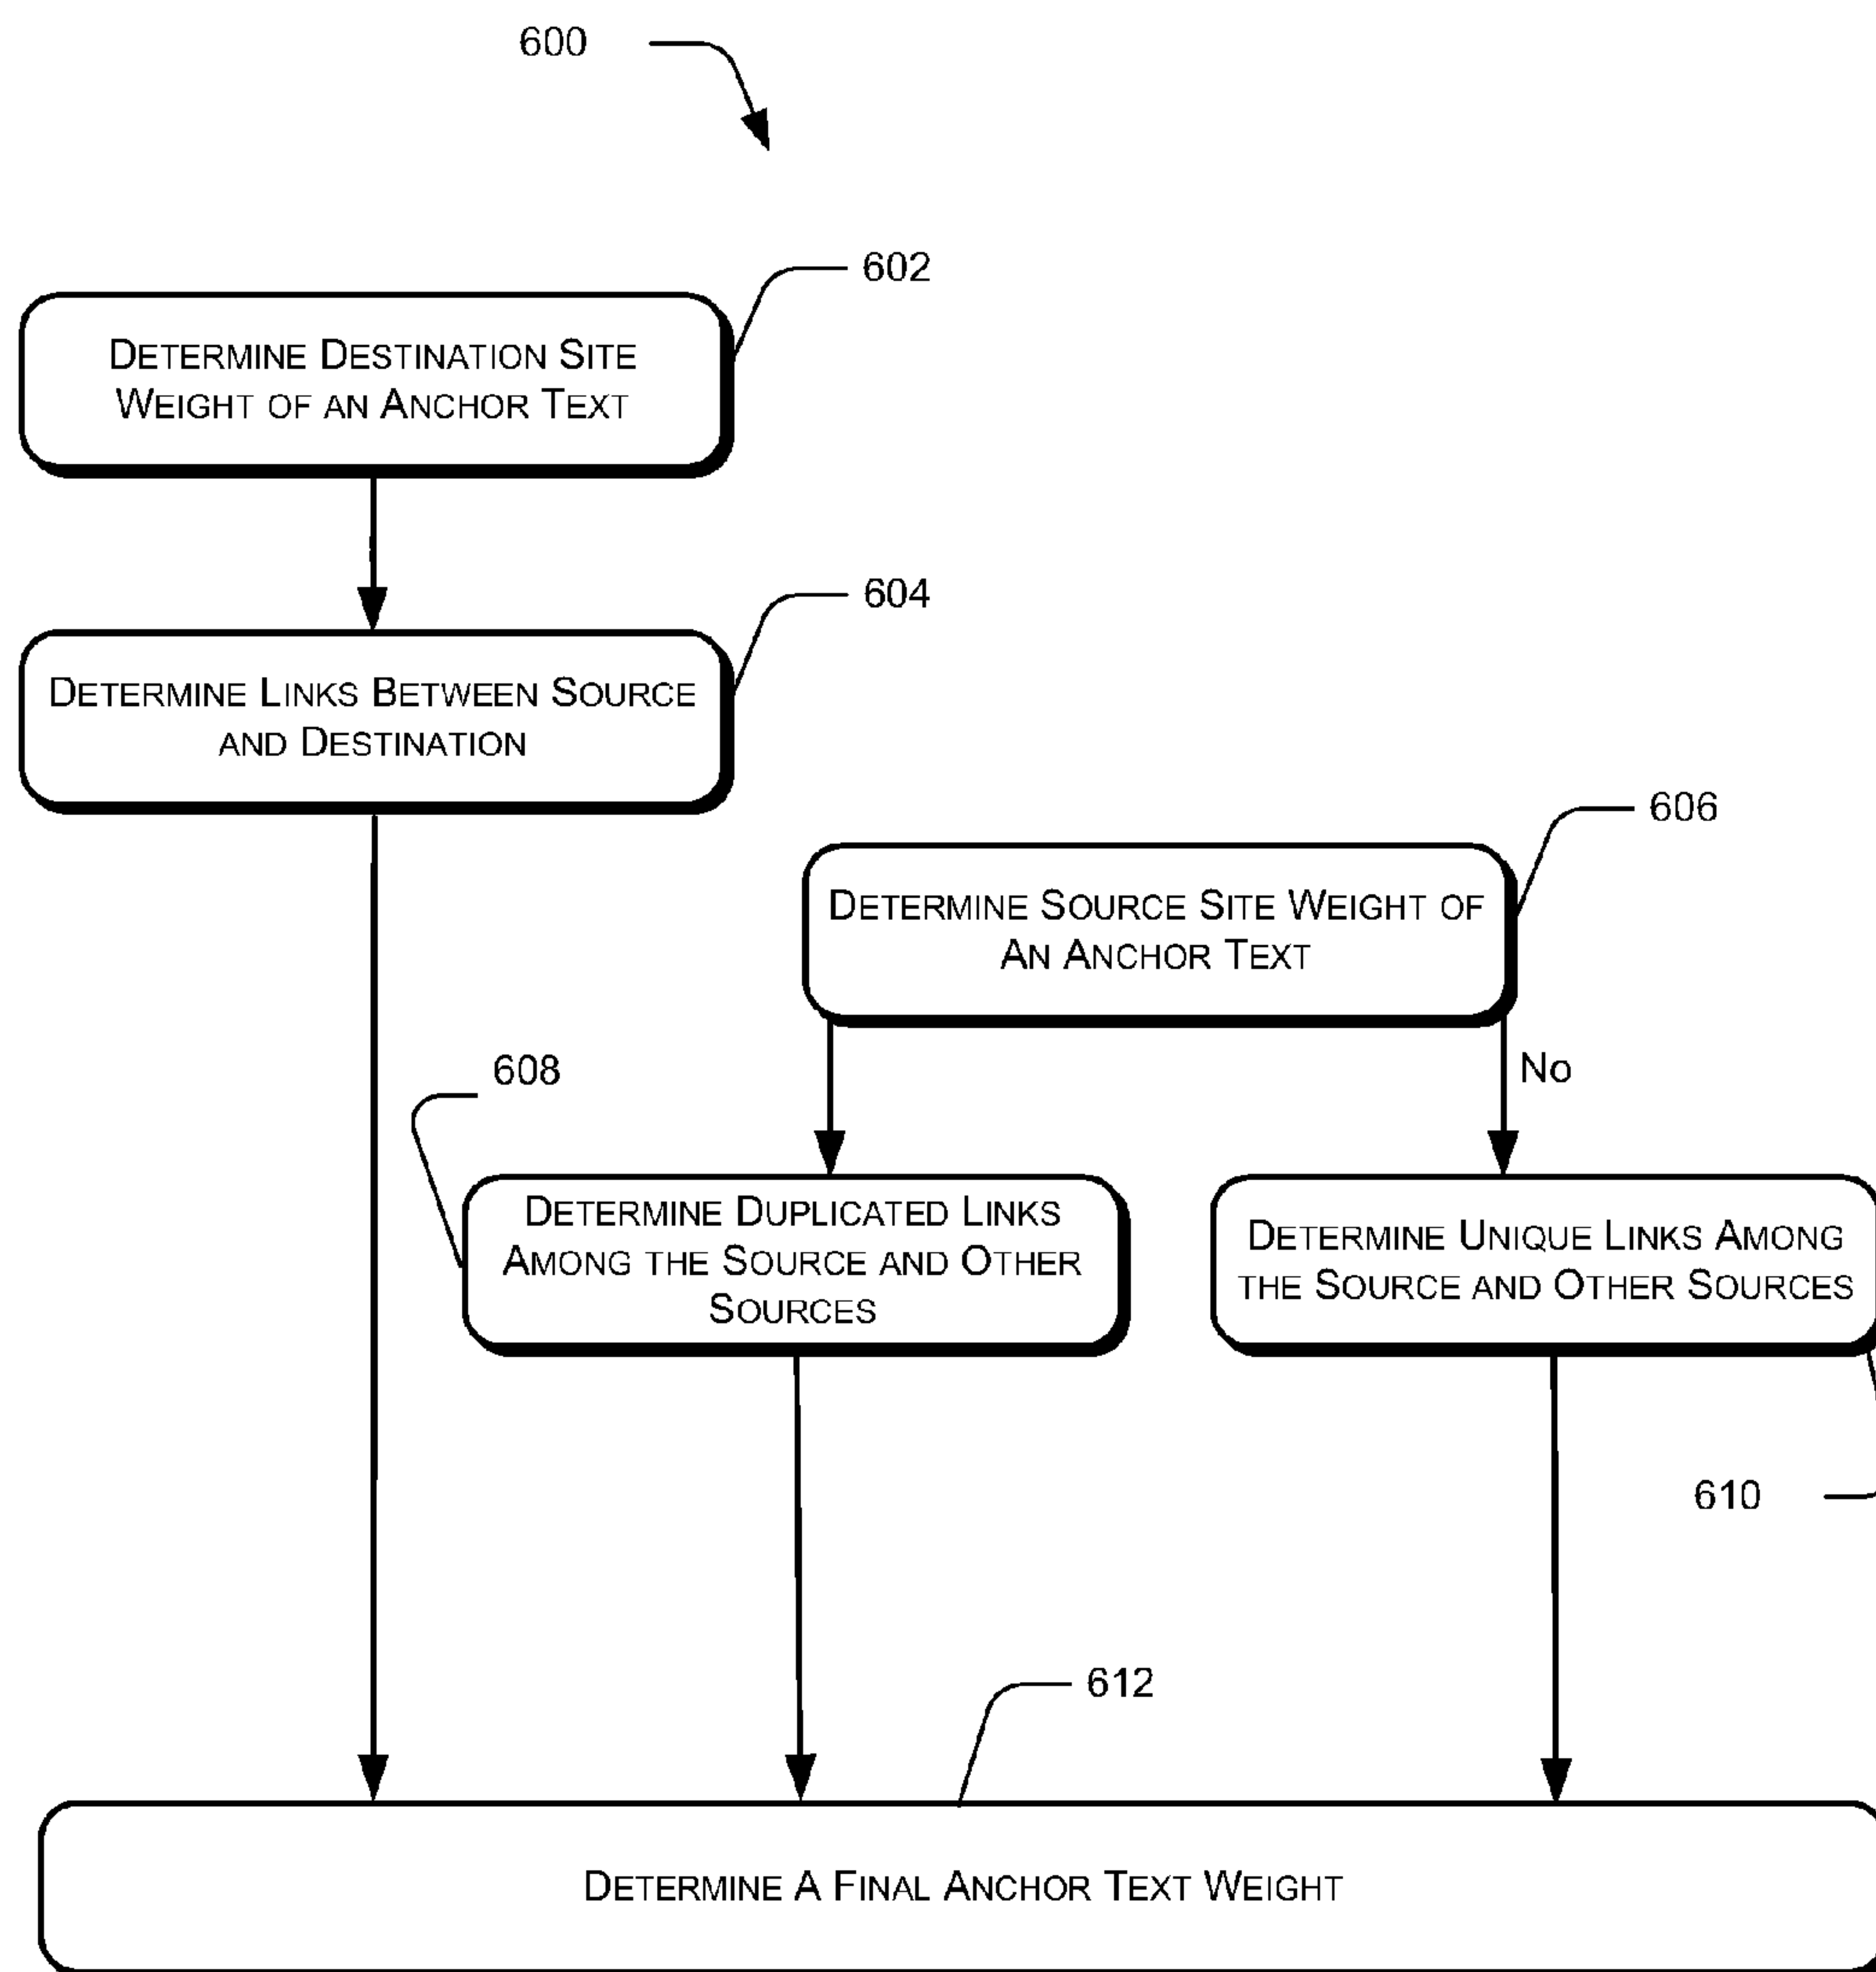 600
602
DETERMINE DESTINATION SITE
WEIGHT OF AN ANCHOR TEXT
604
DETERMINE LINKS BETWEEN SOURCE
AND DESTINATION
606
DETERMINE SOURCE SITE WEIGHT OF
AN ANCHOR TEXT
608
No
DETERMINE DUPLICATED LINKS
AMONG THE SOURCE AND OTHER
SOURCES
DETERMINE UNIQUE LINKS AMONG
THE SOURCE AND OTHER SOURCES
610
612
DETERMINE A FINAL ANCHOR TEXT WEIGHT